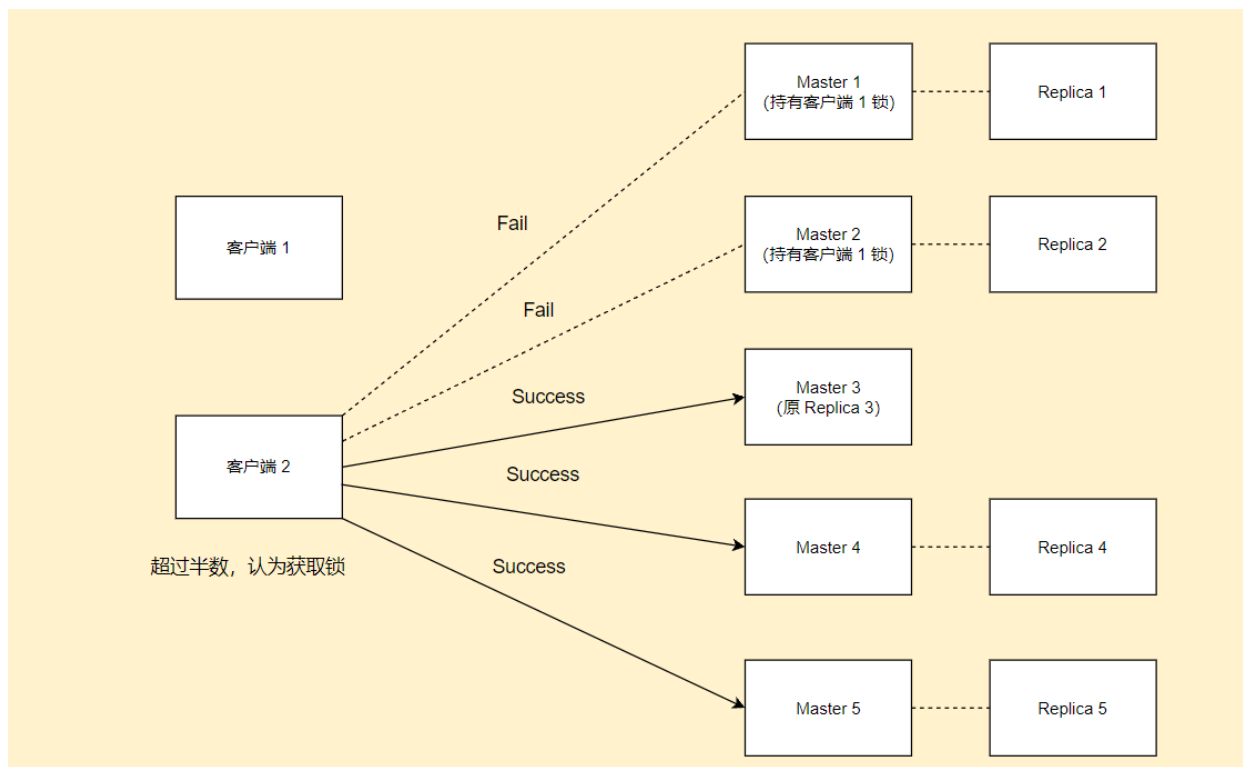 Master 1
(持有客户端 1 锁)
Replica 1
Fail
客户端 1
Master 2
(持有客户端 1 锁)
Replica 2
Fail
Master 3
(原 Replica 3)
Success
客户端 2
Success
Master 4
Replica 4
超过半数，认为获取锁
Success
Master 5
Replica 5